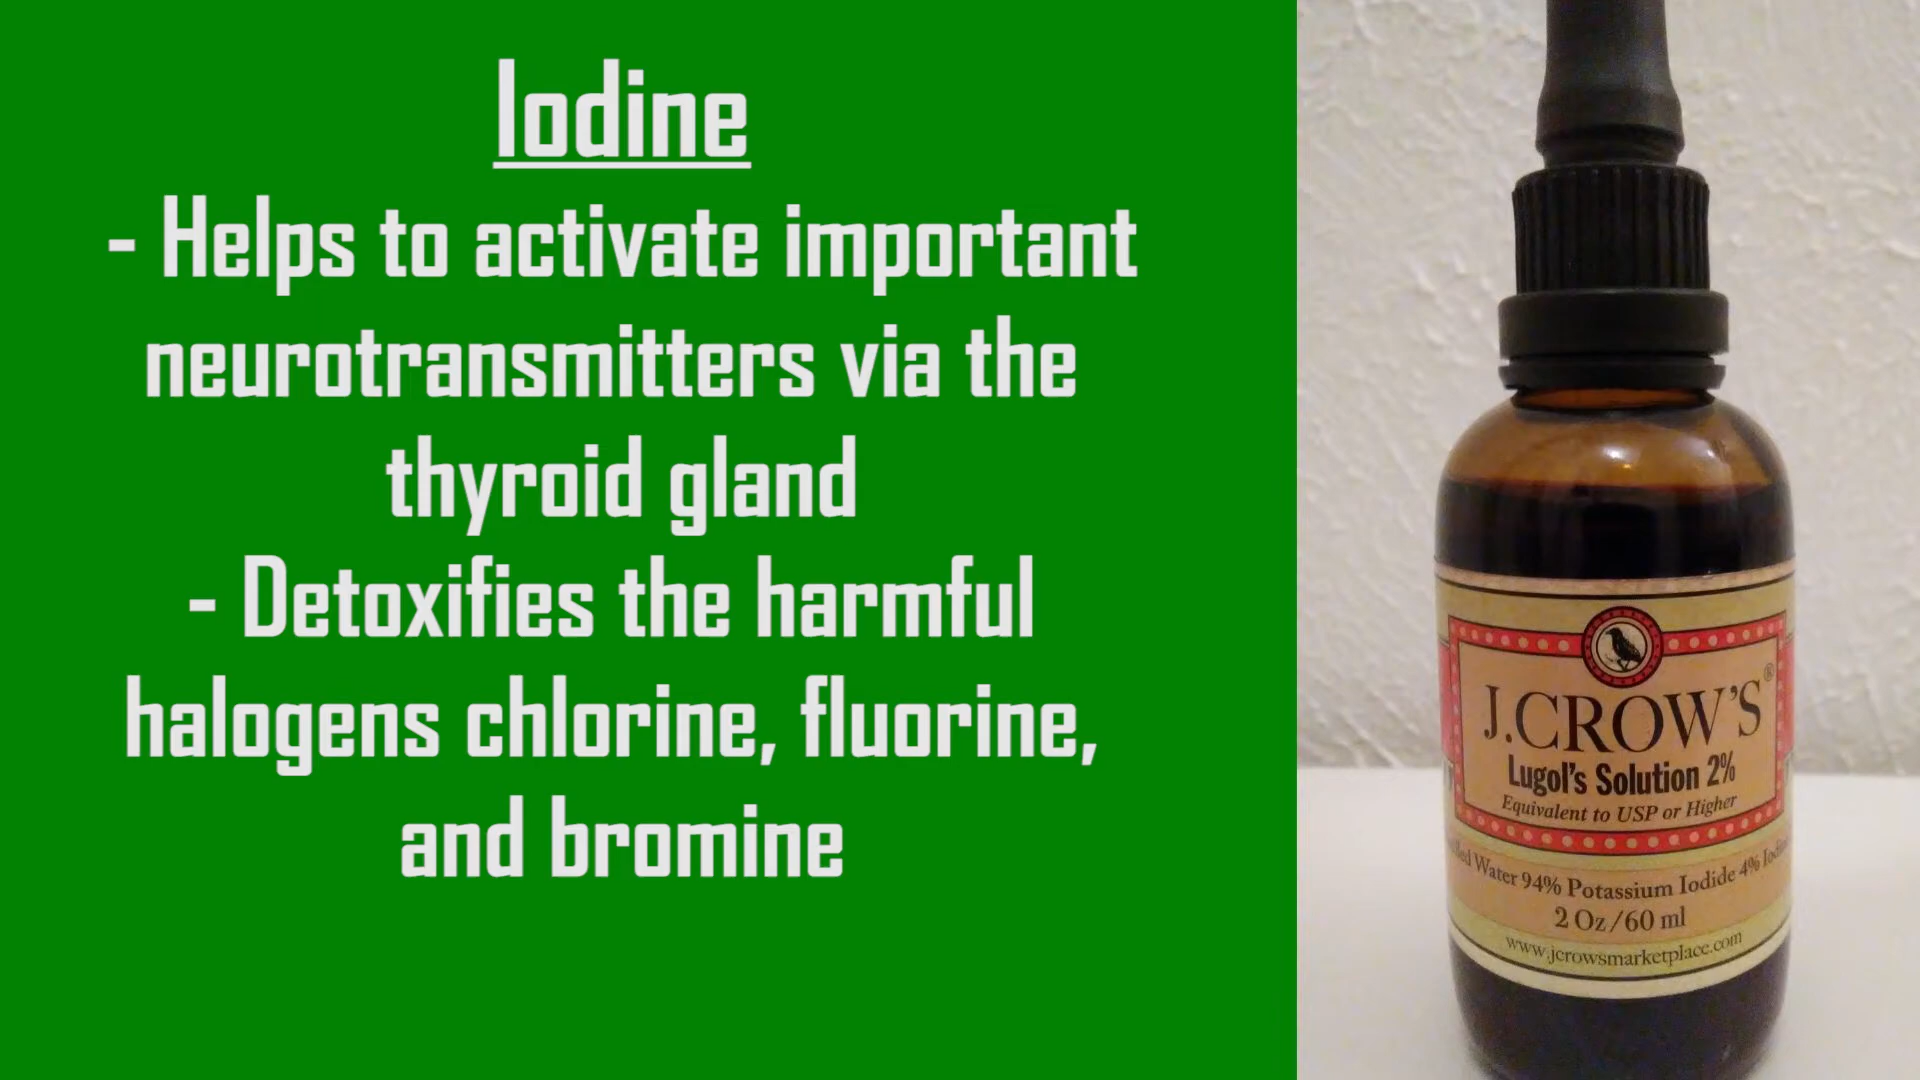 Iodine
- Helps to activate important
neurotransmitters via the
thyroid gland
- Detoxifies the harmful
halogens chlorine, fluorine,
and bromine
J.CROW'S®
Lugol's Solution 2%
Equivalent to USP or Higher
Water 94% Potassium Iodide 4%
2 Oz/60 ml
www.jcrowsmarketplace.com